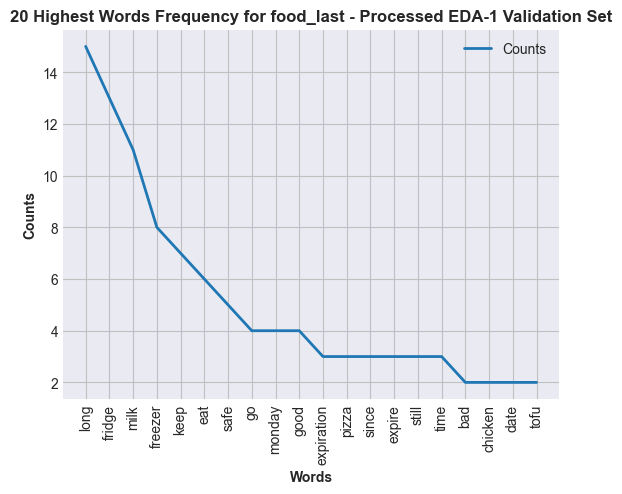 20 Highest Words Frequency for food_last - Processed EDA-1 Validation Set
Counts
14
12
10
8
6
4
2
Counts
long
fridge
milk
freezer
keep
eat
safe
go
monday
good
expiration
pizza
since
expire
still
time
bad
chicken
date
tofu
Words